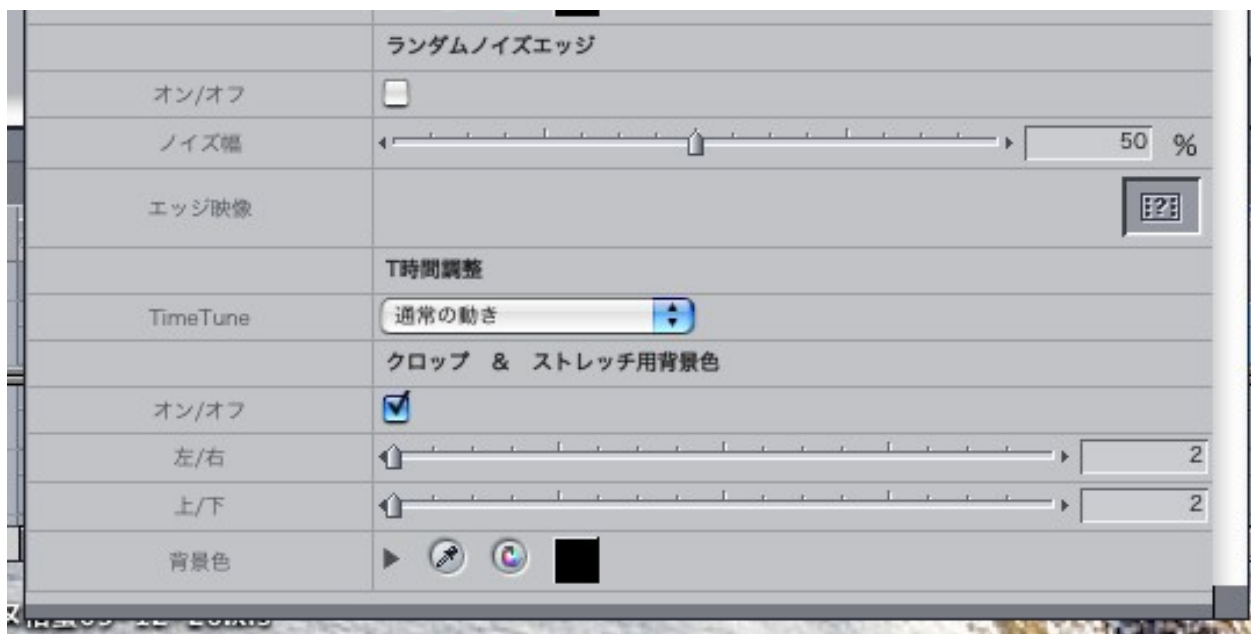 ランダムノイズエッジ
オン/オフ
ノイズ幅 50 %
エッジ映像
T時間調整
TimeTune 通常の動き
クロップ ＆ ストレッチ用背景色
オン/オフ
左/右 2
上/下 2
背景色